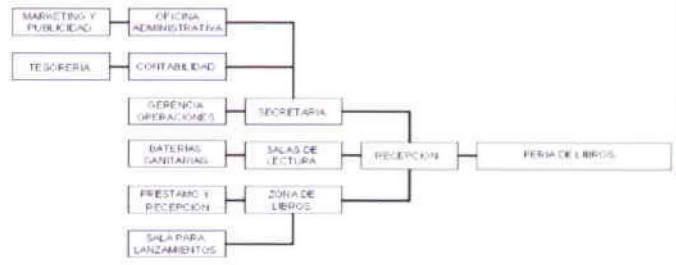 MARKETING Y
PUBLICIDAD
OFICINA
ADMINISTRATIVA
TESORERIA
CONTABILIDAD
GERENCIA
OPERACIONES
SECRETARIA
BATERIAS
SANITARIAS
SALAS DE
LECTURA
RECEPCION
FERIA DE LIBROS
PRESTAMO Y
RECEPCION
ZONA DE
LIBROS
SALA PARA
LANZAMIENTOS